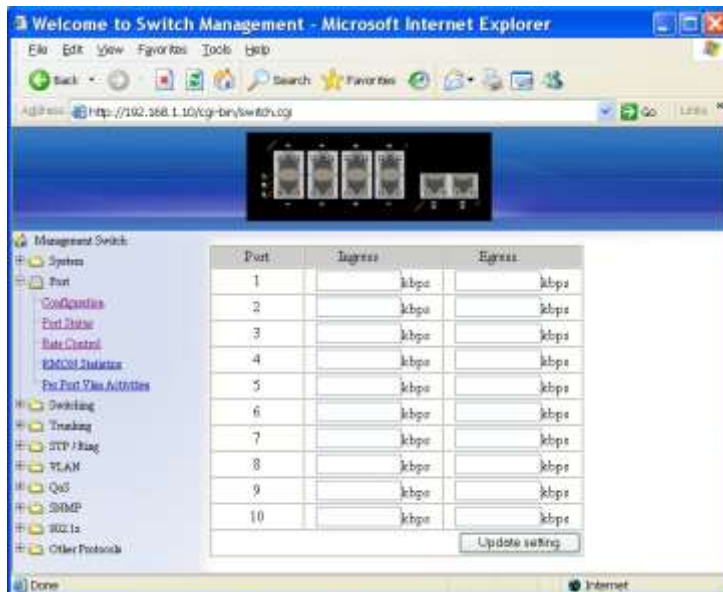 Welcome to Switch Management - Microsoft Internet Explorer
File Edit View Favorites Tools Help
Back Search Favorites
Address http://192.168.1.10/cgi-bin/switch.cgi Go Links »
Management Switch
System
Port
Configuration
Port Status
Rate Control
RMON Statistics
Per Port Vlan Activities
Switching
Trunking
STP / Ring
VLAN
QoS
SNMP
802.1x
Other Protocols
Port Ingress Egress
1 kbps kbps
2 kbps kbps
3 kbps kbps
4 kbps kbps
5 kbps kbps
6 kbps kbps
7 kbps kbps
8 kbps kbps
9 kbps kbps
10 kbps kbps
Update setting
Done Internet